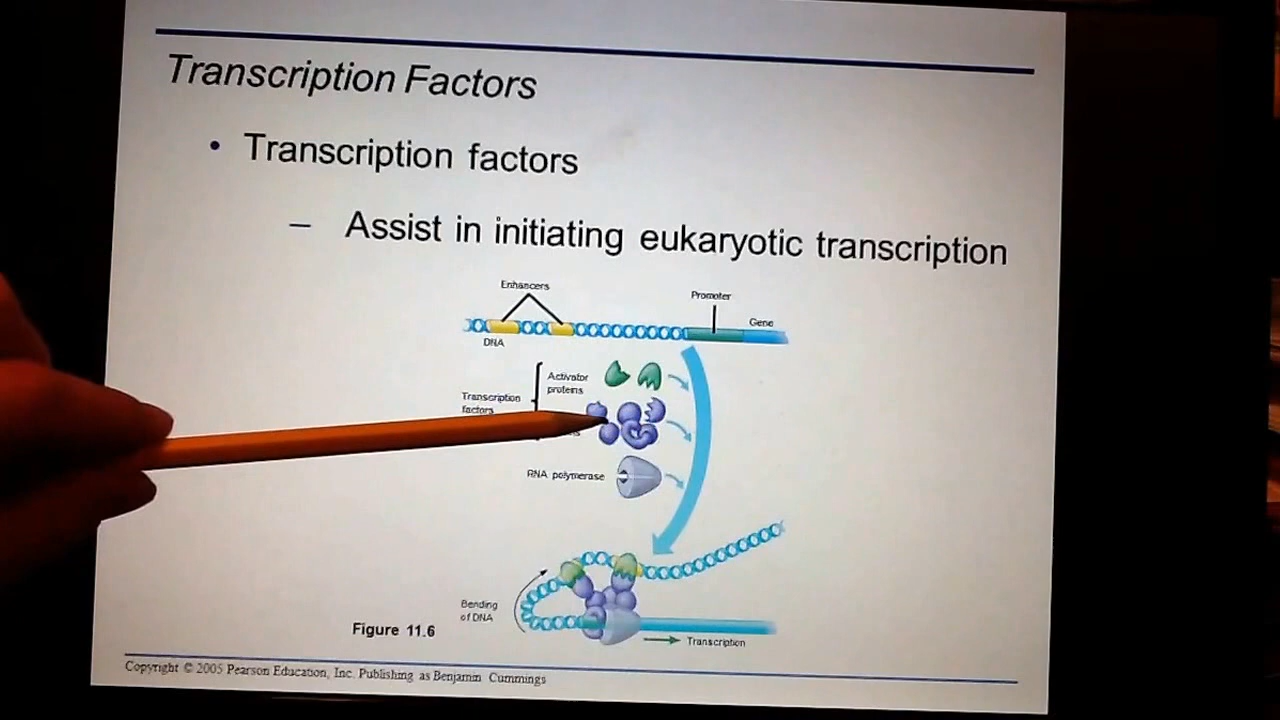 Transcription Factors
• Transcription factors
– Assist in initiating eukaryotic transcription
Enhancers
Promoter
Gene
DNA
Activator
proteins
Transcription
factors
RNA polymerase
Bending
of DNA
Transcription
Figure 11.6
Copyright © 2005 Pearson Education, Inc. Publishing as Benjamin Cummings